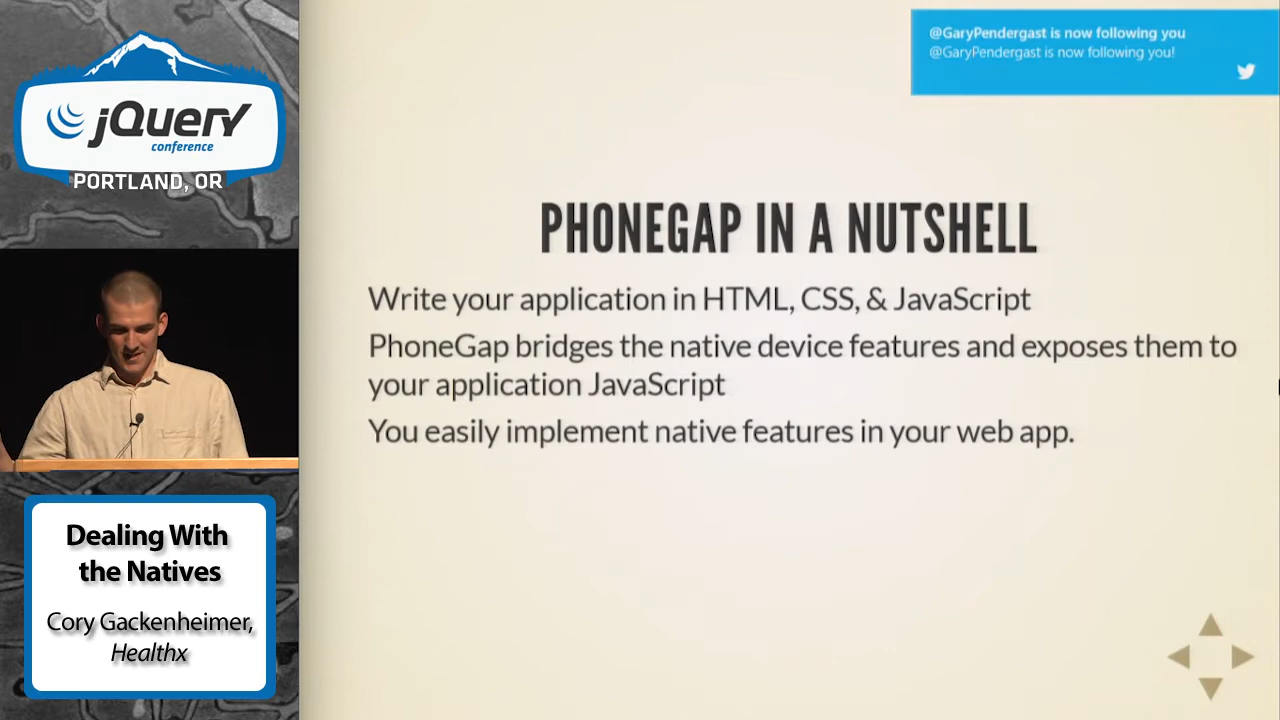 jQuery
conference
PORTLAND, OR
Dealing With
the Natives
Cory Gackenheimer,
Healthx
@GaryPendergast is now following you
@GaryPendergast is now following you!
PHONEGAP IN A NUTSHELL
Write your application in HTML, CSS, & JavaScript
PhoneGap bridges the native device features and exposes them to
your application JavaScript
You easily implement native features in your web app.